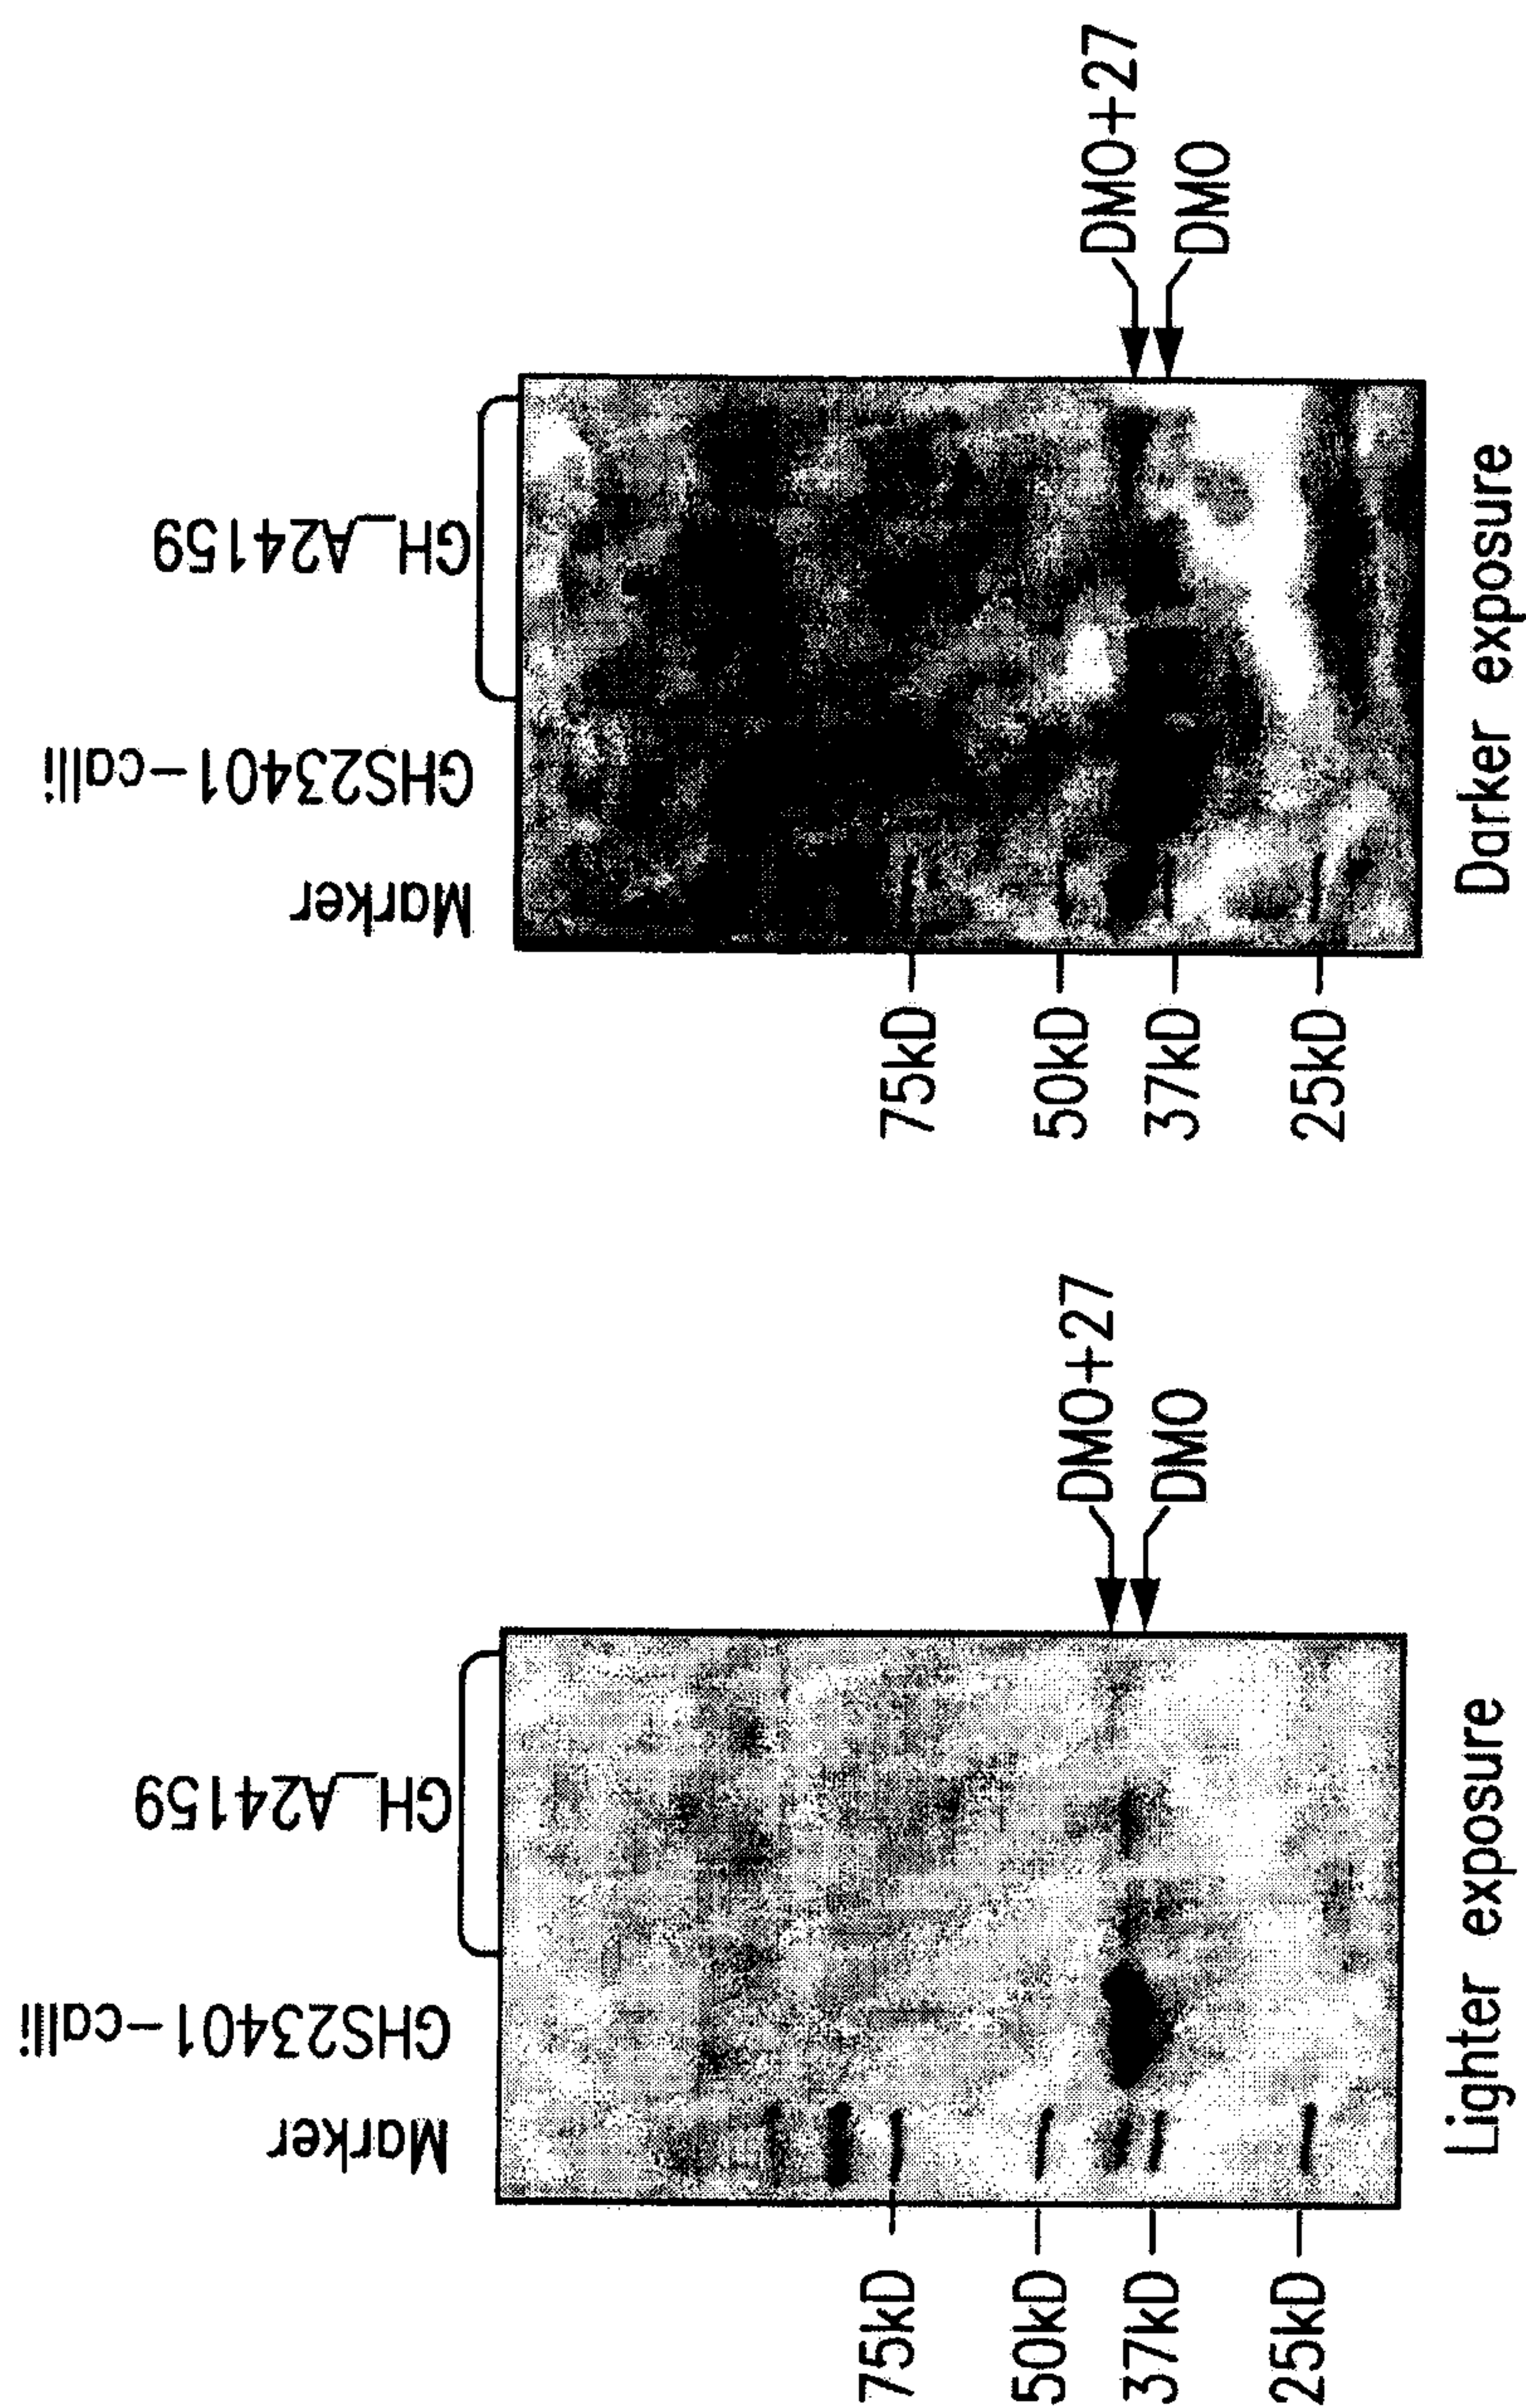 Marker
GHS23401-calli
GH_A24159
75kD
50kD
37kD
25kD
DMO+27
DMO
Lighter exposure
Marker
GHS23401-calli
GH_A24159
75kD
50kD
37kD
25kD
DMO+27
DMO
Darker exposure